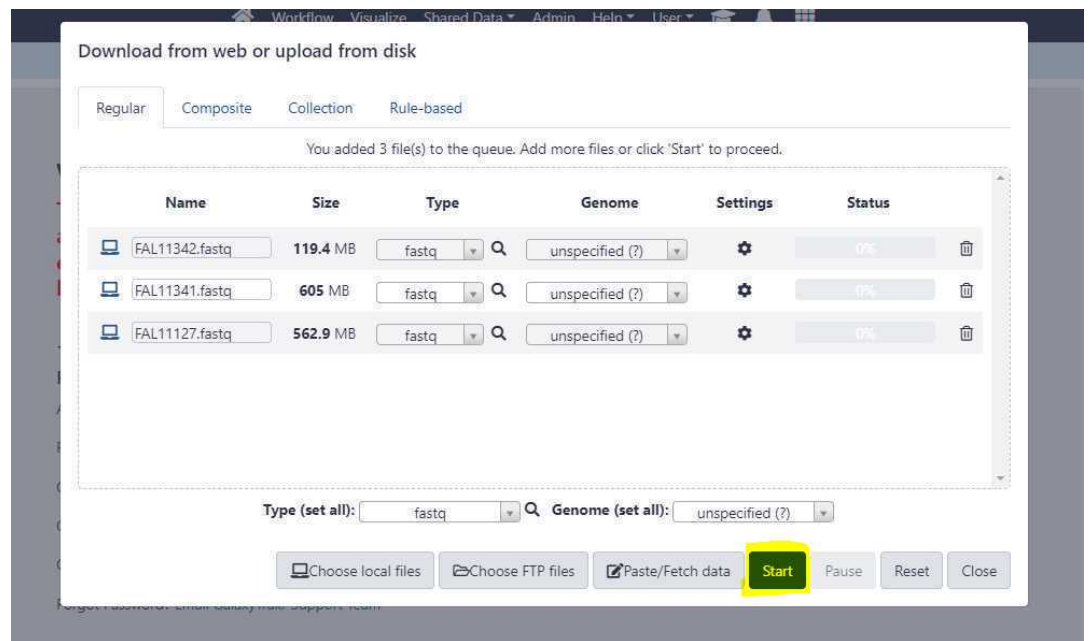 Workflow Visualize Shared Data Admin Help User
Download from web or upload from disk
Regular Composite Collection Rule-based
You added 3 file(s) to the queue. Add more files or click 'Start' to proceed.
Name Size Type Genome Settings Status
FAL11342.fastq 119.4 MB fastq unspecified (?) 0%
FAL11341.fastq 605 MB fastq unspecified (?) 0%
FAL11127.fastq 562.9 MB fastq unspecified (?) 0%
Type (set all): fastq Genome (set all): unspecified (?)
Choose local files Choose FTP files Paste/Fetch data Start Pause Reset Close